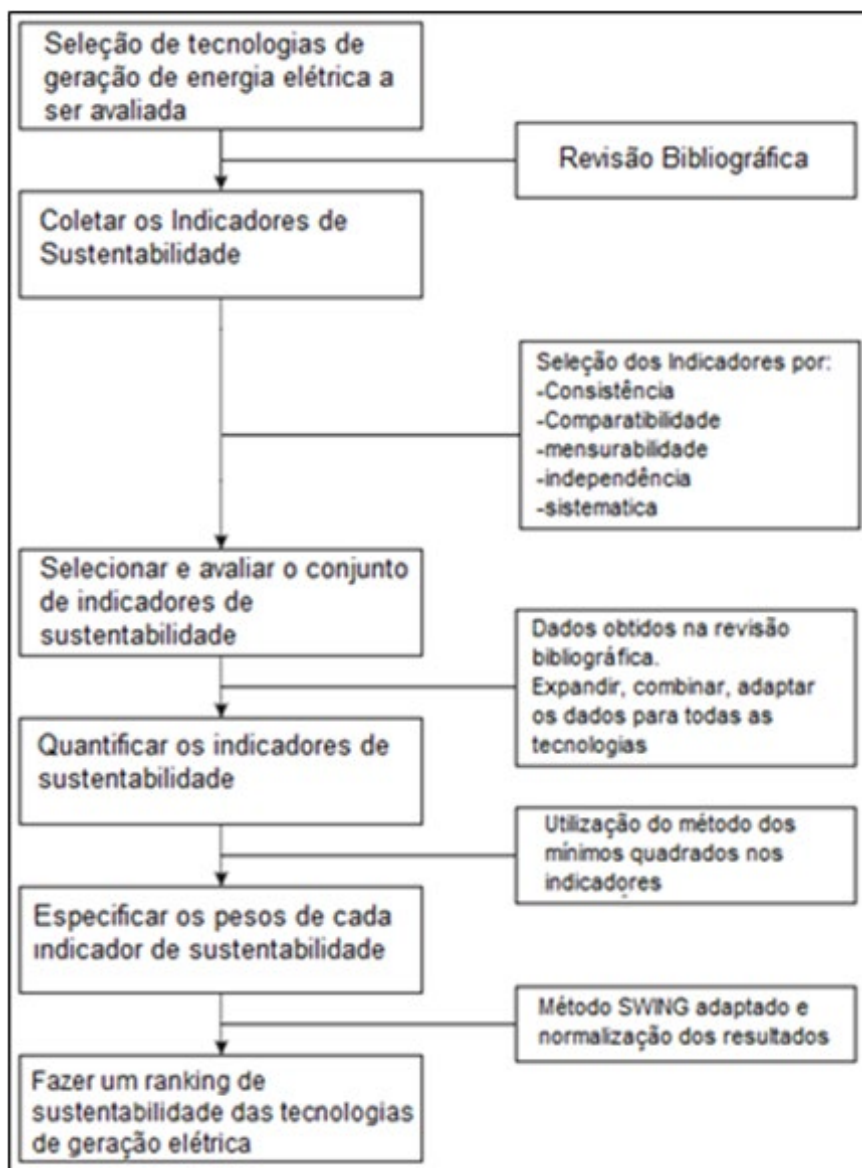 Seleção de tecnologias de
geração de energia elétrica a
ser avaliada
Revisão Bibliográfica
Coletar os Indicadores de
Sustentabilidade
Seleção dos Indicadores por:
-Consistência
-Comparatibilidade
-mensurabilidade
-independência
-sistematica
Selecionar e avaliar o conjunto
de indicadores de
sustentabilidade
Dados obtidos na revisão
bibliográfica.
Expandir, combinar, adaptar
os dados para todas as
tecnologias
Quantificar os indicadores de
sustentabilidade
Utilização do método dos
mínimos quadrados nos
indicadores
Especificar os pesos de cada
indicador de sustentabilidade
Método SWING adaptado e
normalização dos resultados
Fazer um ranking de
sustentabilidade das tecnologias
de geração elétrica